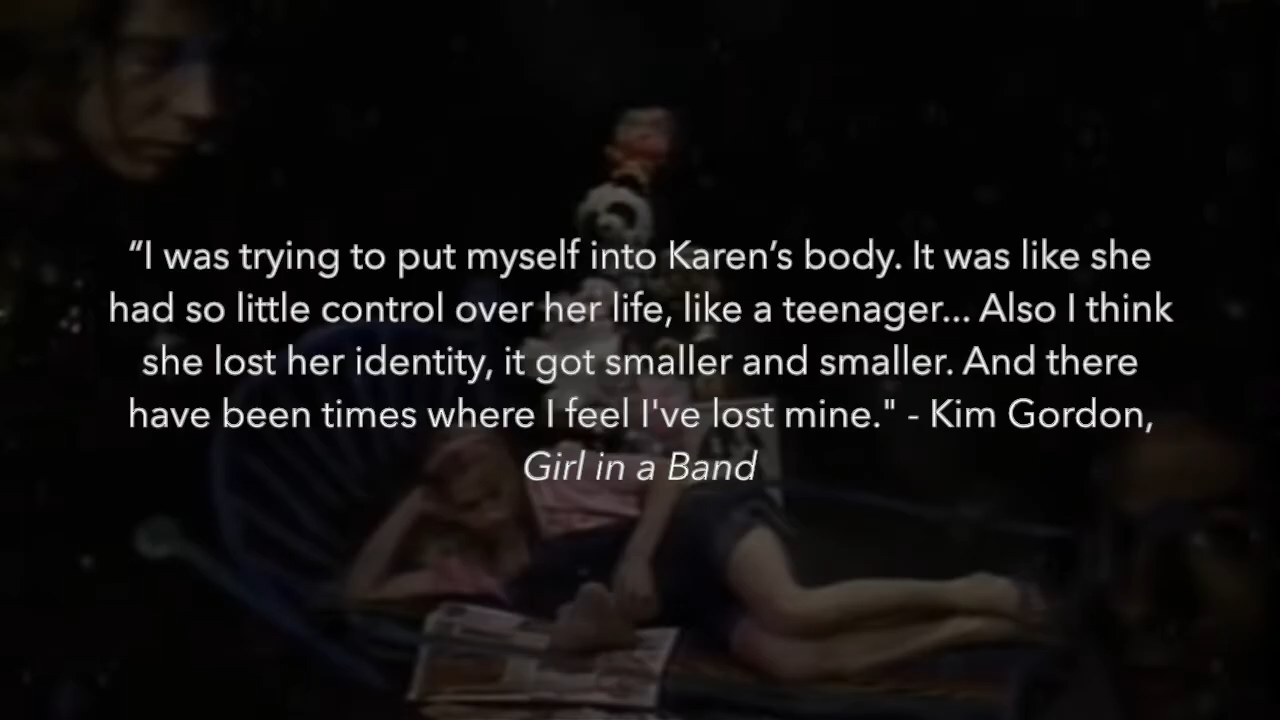 “I was trying to put myself into Karen’s body. It was like she
had so little control over her life, like a teenager... Also I think
she lost her identity, it got smaller and smaller. And there
have been times where I feel I've lost mine." - Kim Gordon,
Girl in a Band